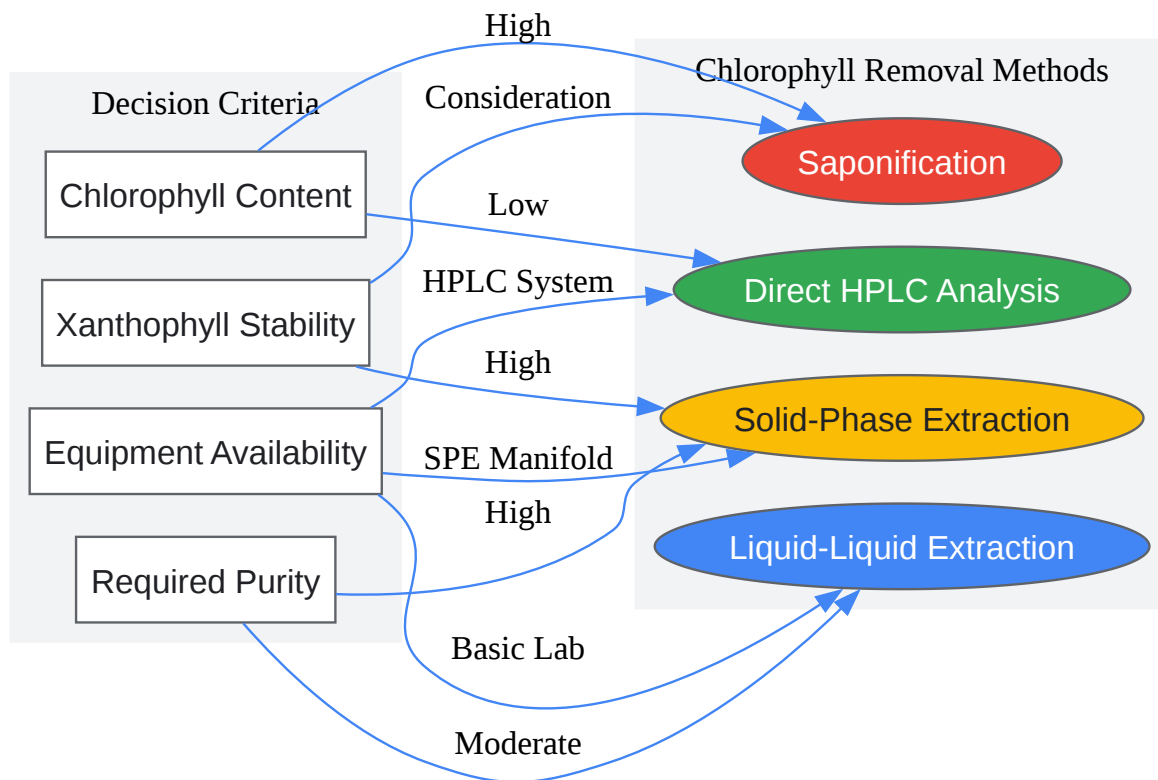 High
Chlorophyll Removal Methods
Decision Criteria
Consideration
Saponification
Chlorophyll Content
Low
HPLC System
Direct HPLC Analysis
Xanthophyll Stability
High
Solid-Phase Extraction
Equipment Availability
SPE Manifold
High
Liquid-Liquid Extraction
Required Purity
Basic Lab
Moderate